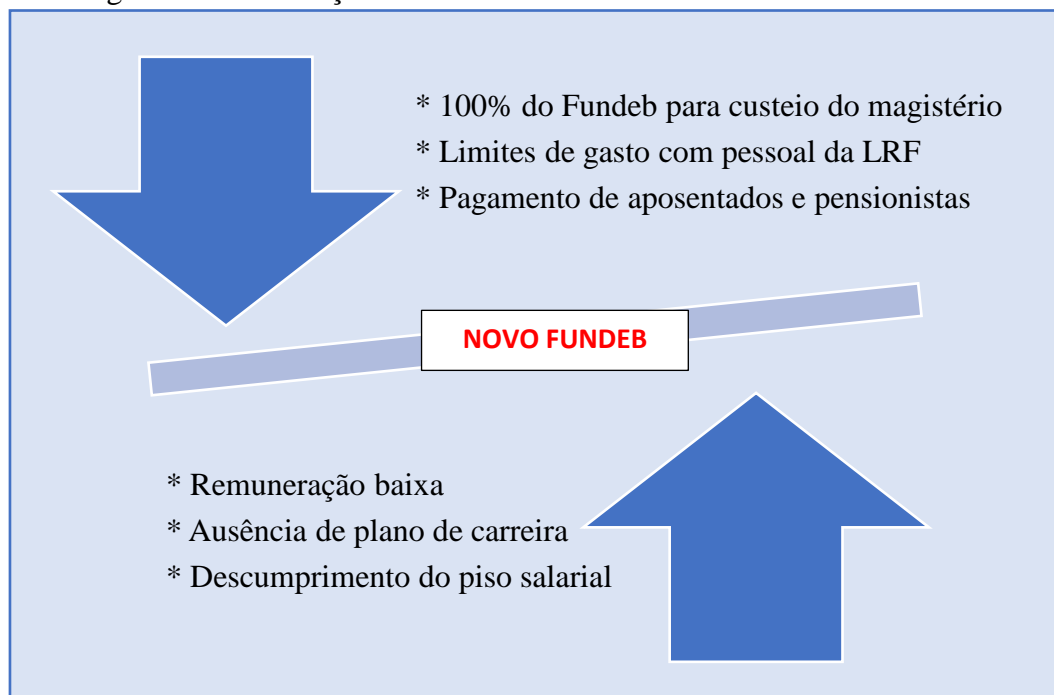 * 100% do Fundeb para custeio do magistério
* Limites de gasto com pessoal da LRF
* Pagamento de aposentados e pensionistas
NOVO FUNDEB
* Remuneração baixa
* Ausência de plano de carreira
* Descumprimento do piso salarial